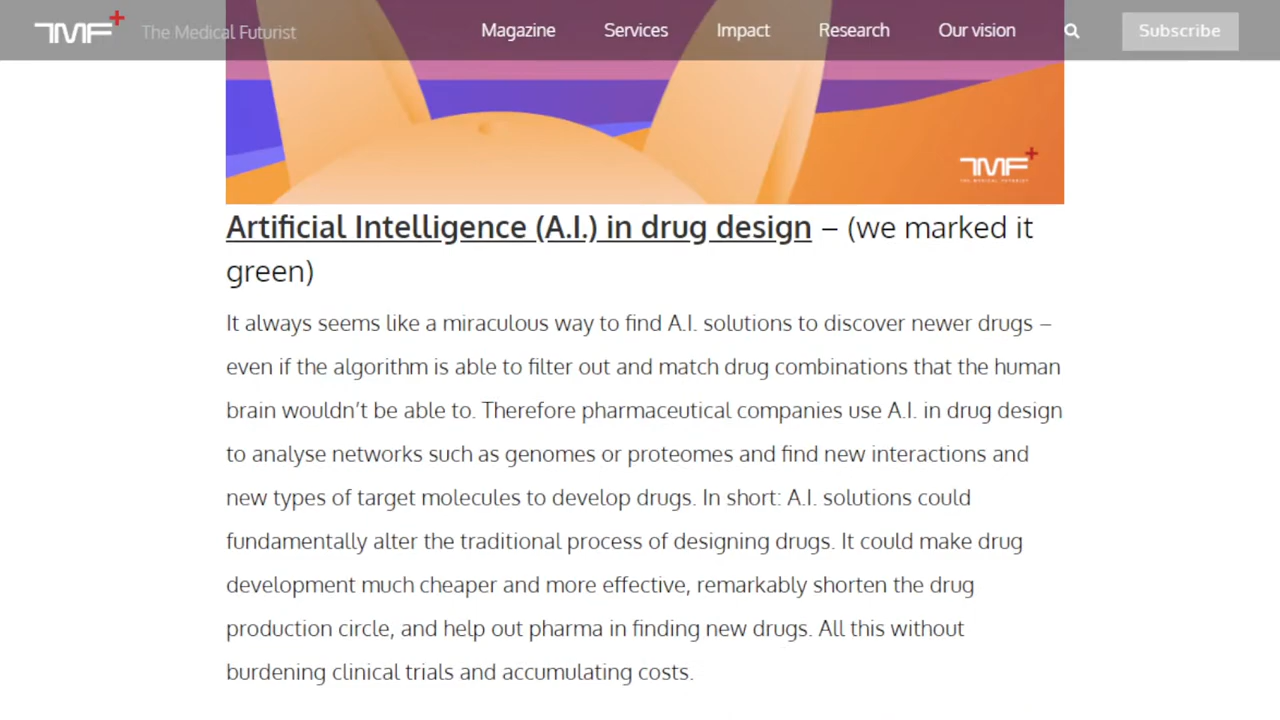 TMF+ The Medical Futurist Magazine Services Impact Research Our vision Subscribe
TMF+
THE MEDICAL FUTURIST
Artificial Intelligence (A.I.) in drug design – (we marked it
green)
It always seems like a miraculous way to find A.I. solutions to discover newer drugs –
even if the algorithm is able to filter out and match drug combinations that the human
brain wouldn’t be able to. Therefore pharmaceutical companies use A.I. in drug design
to analyse networks such as genomes or proteomes and find new interactions and
new types of target molecules to develop drugs. In short: A.I. solutions could
fundamentally alter the traditional process of designing drugs. It could make drug
development much cheaper and more effective, remarkably shorten the drug
production circle, and help out pharma in finding new drugs. All this without
burdening clinical trials and accumulating costs.